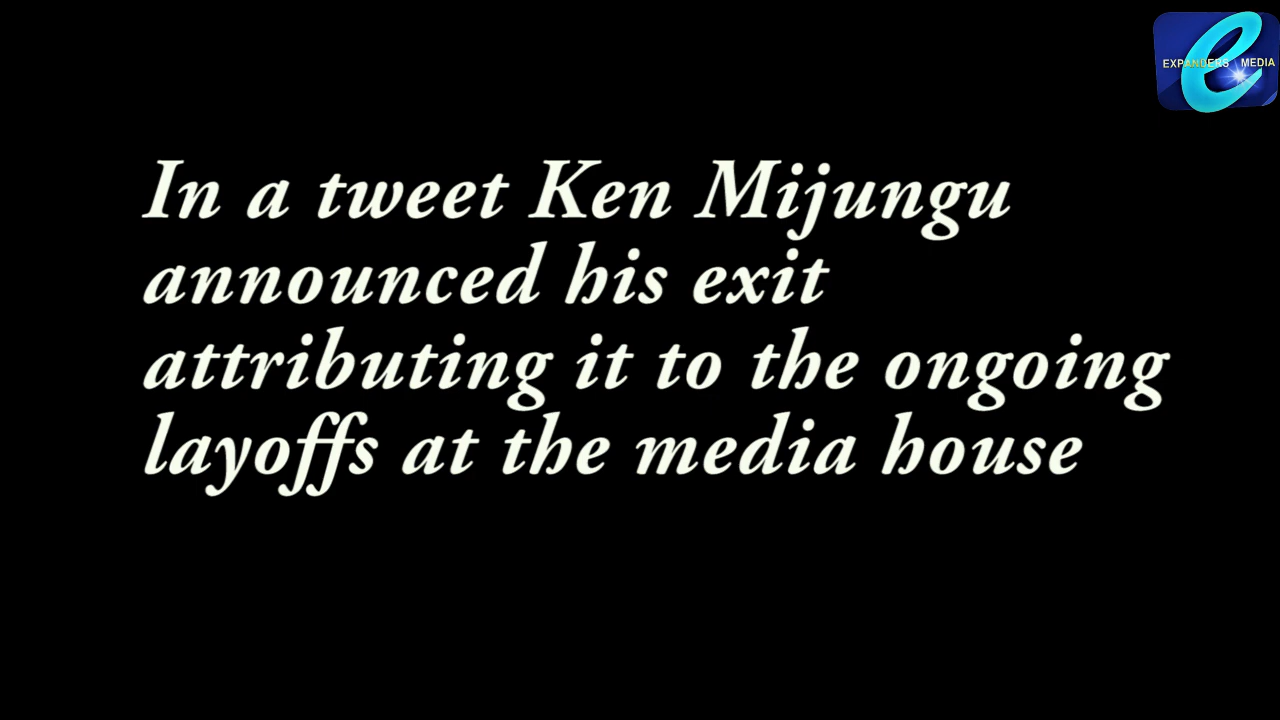 EXPANDERS MEDIA
In a tweet Ken Mijungu
announced his exit
attributing it to the ongoing
layoffs at the media house